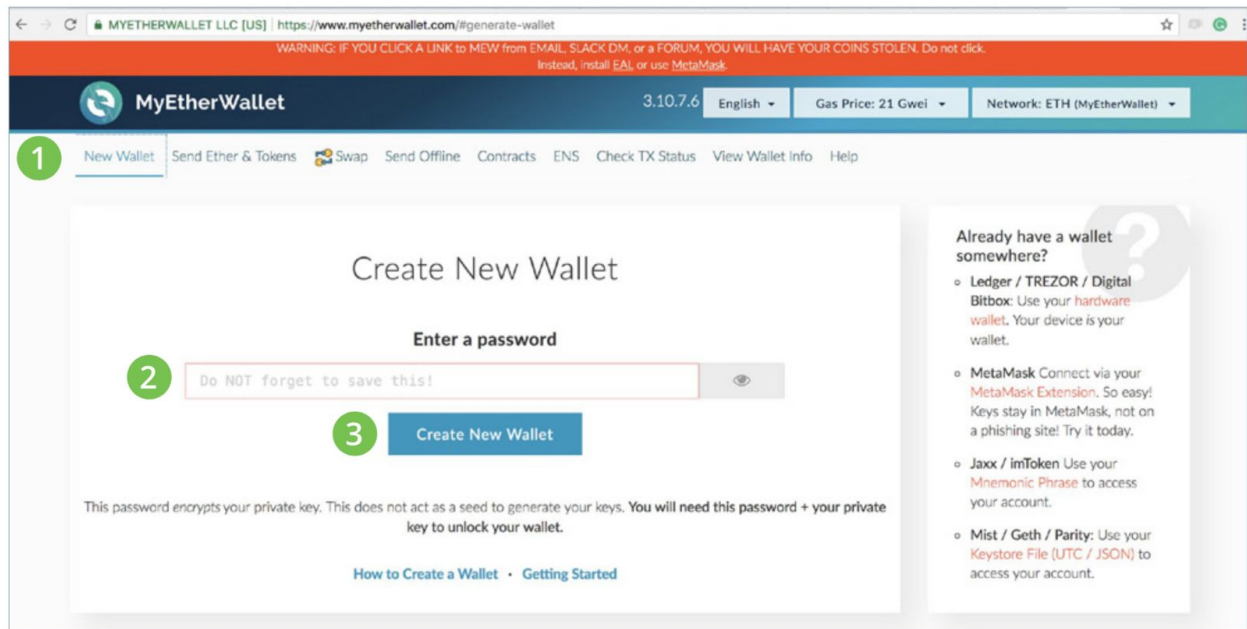 MYETHERWALLET LLC [US] https://www.myetherwallet.com/#generate-wallet
WARNING: IF YOU CLICK A LINK to MEW from EMAIL, SLACK DM, or a FORUM, YOU WILL HAVE YOUR COINS STOLEN. Do not click.
Instead, install EAL or use MetaMask.
MyEtherWallet
3.10.7.6 English Gas Price: 21 Gwei Network: ETH (MyEtherWallet)
1 New Wallet Send Ether & Tokens Swap Send Offline Contracts ENS Check TX Status View Wallet Info Help
Create New Wallet
Enter a password
2 Do NOT forget to save this!
3 Create New Wallet
This password encrypts your private key. This does not act as a seed to generate your keys. You will need this password + your private
key to unlock your wallet.
How to Create a Wallet · Getting Started
?
Already have a wallet
somewhere?
Ledger / TREZOR / Digital
Bitbox: Use your hardware
wallet. Your device is your
wallet.
MetaMask Connect via your
MetaMask Extension. So easy!
Keys stay in MetaMask, not on
a phishing site! Try it today.
Jaxx / imToken Use your
Mnemonic Phrase to access
your account.
Mist / Geth / Parity: Use your
Keystore File (UTC / JSON) to
access your account.